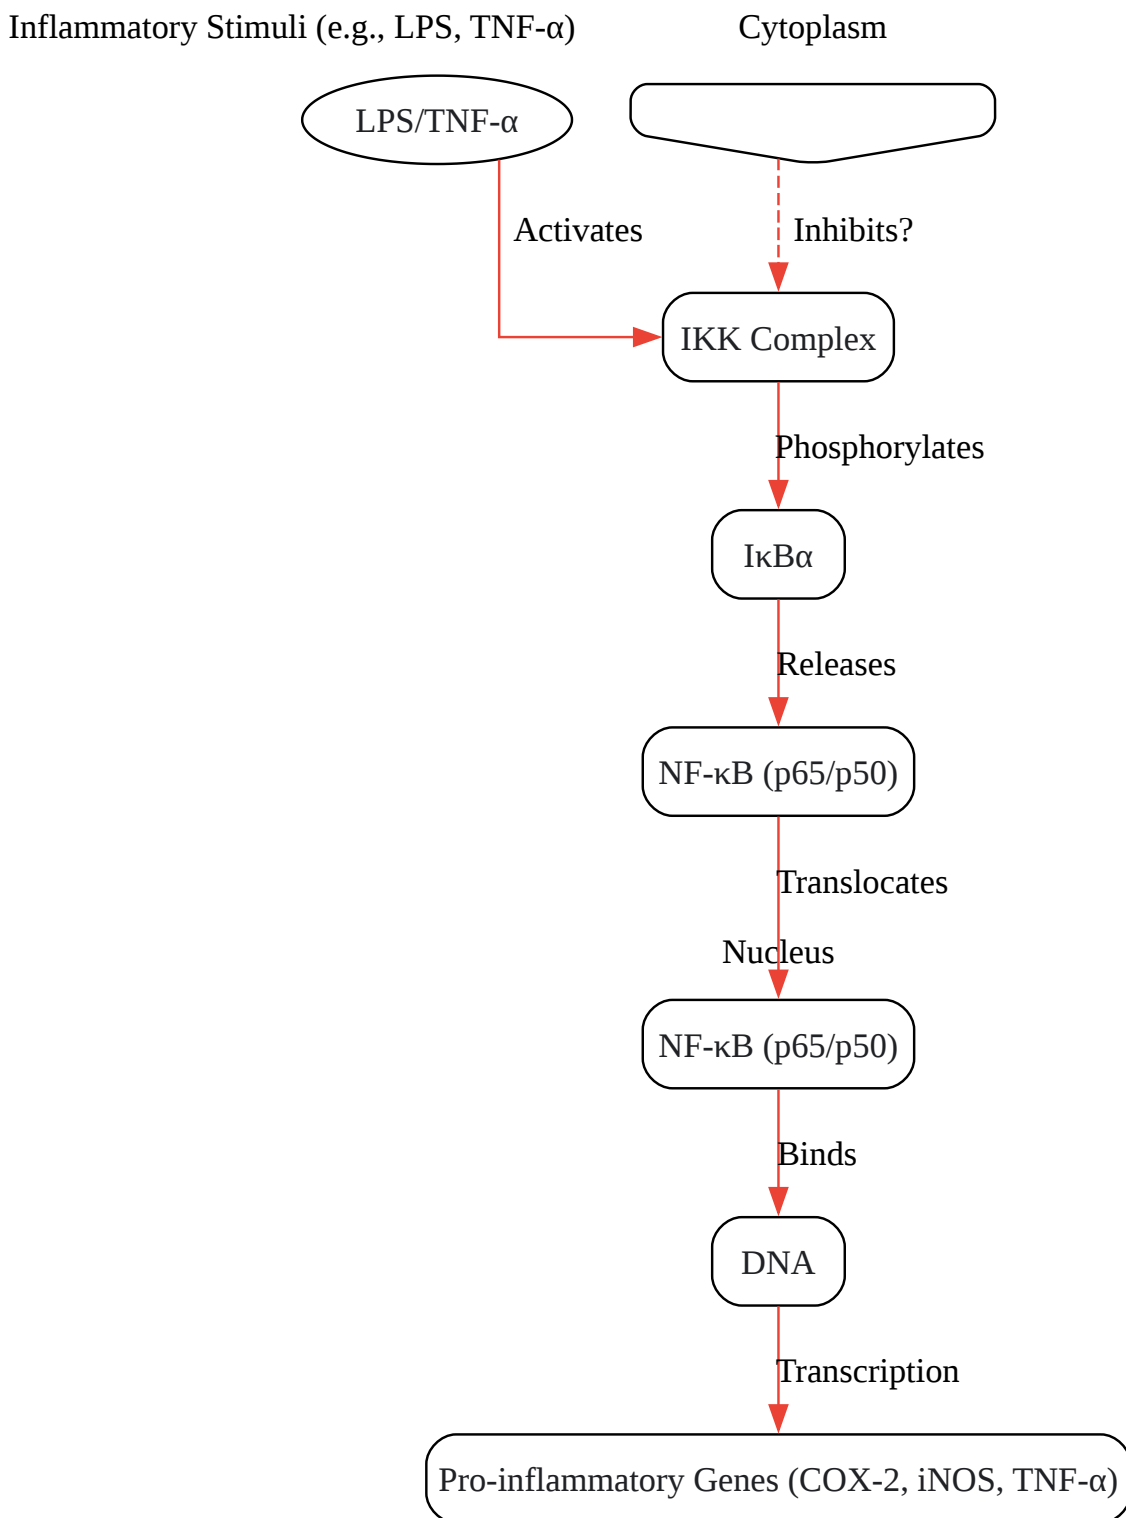 Inflammatory Stimuli (e.g., LPS, TNF-α)
Cytoplasm
LPS/TNF-α
Activates
Inhibits?
IKK Complex
Phosphorylates
IκBα
Releases
NF-κB (p65/p50)
Translocates
Nucleus
NF-κB (p65/p50)
Binds
DNA
Transcription
Pro-inflammatory Genes (COX-2, iNOS, TNF-α)